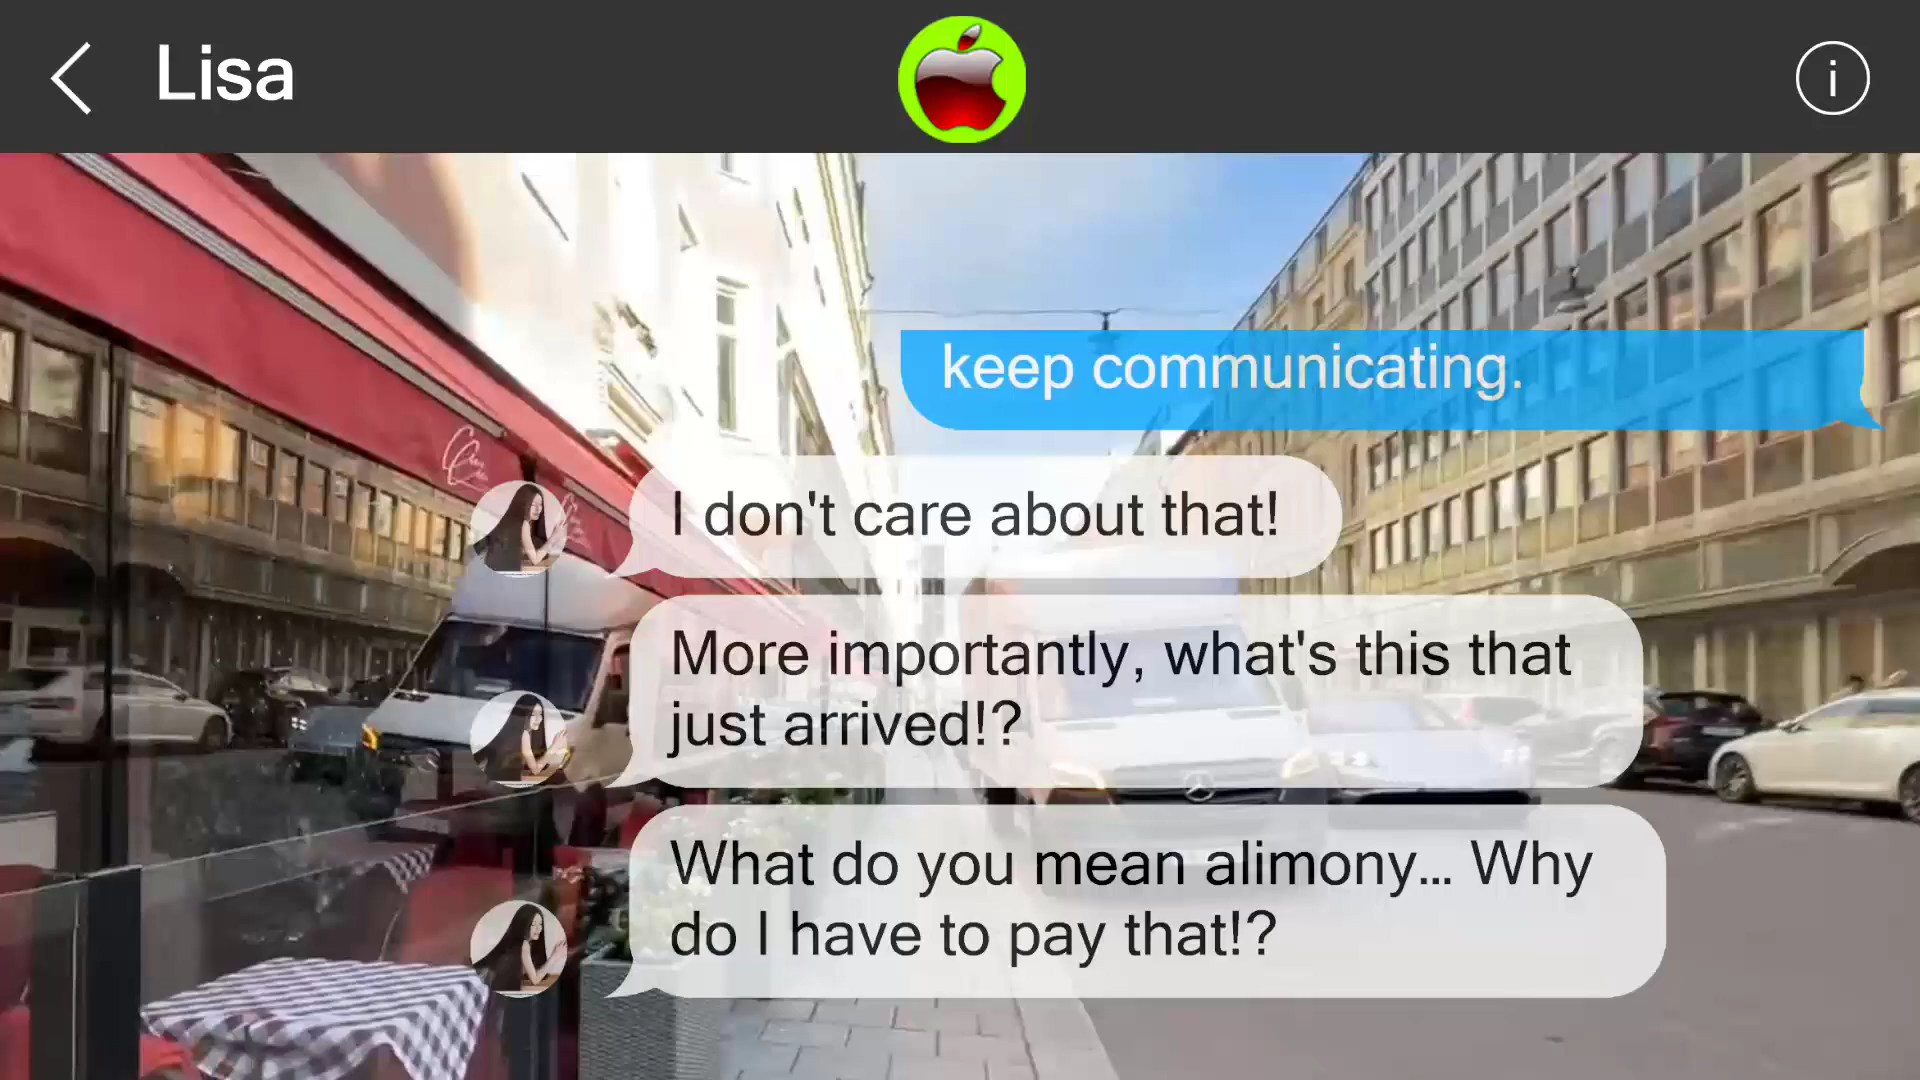 Lisa
keep communicating.
I don't care about that!
More importantly, what's this that
just arrived!?
What do you mean alimony... Why
do I have to pay that!?